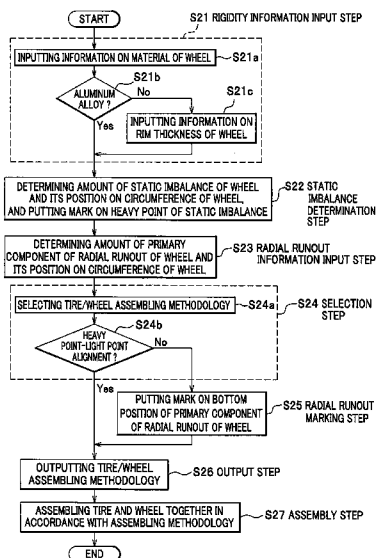 START
S21 RIGIDITY INFORMATION INPUT STEP
INPUTTING INFORMATION ON MATERIAL OF WHEEL
S21a
S21b
ALUMINUM
ALLOY ?
No
S21c
INPUTTING INFORMATION ON
RIM THICKNESS OF WHEEL
Yes
DETERMINING AMOUNT OF STATIC IMBALANCE OF WHEEL
AND ITS POSITION ON CIRCUMFERENCE OF WHEEL,
AND PUTTING MARK ON HEAVY POINT OF STATIC IMBALANCE
S22 STATIC
IMBALANCE
DETERMINATION
STEP
DETERMINING AMOUNT OF PRIMARY
COMPONENT OF RADIAL RUNOUT OF WHEEL AND
ITS POSITION ON CIRCUMFERENCE OF WHEEL
S23 RADIAL RUNOUT
INFORMATION INPUT STEP
SELECTING TIRE/WHEEL ASSEMBLING METHODOLOGY
S24a
S24 SELECTION
STEP
S24b
HEAVY
POINT-LIGHT POINT
ALIGNMENT ?
No
Yes
PUTTING MARK ON BOTTOM
POSITION OF PRIMARY COMPONENT
OF RADIAL RUNOUT OF WHEEL
S25 RADIAL RUNOUT
MARKING STEP
OUTPUTTING TIRE/WHEEL
ASSEMBLING METHODOLOGY
S26 OUTPUT STEP
ASSEMBLING TIRE AND WHEEL TOGETHER IN
ACCORDANCE WITH ASSEMBLING METHODOLOGY
S27 ASSEMBLY STEP
END